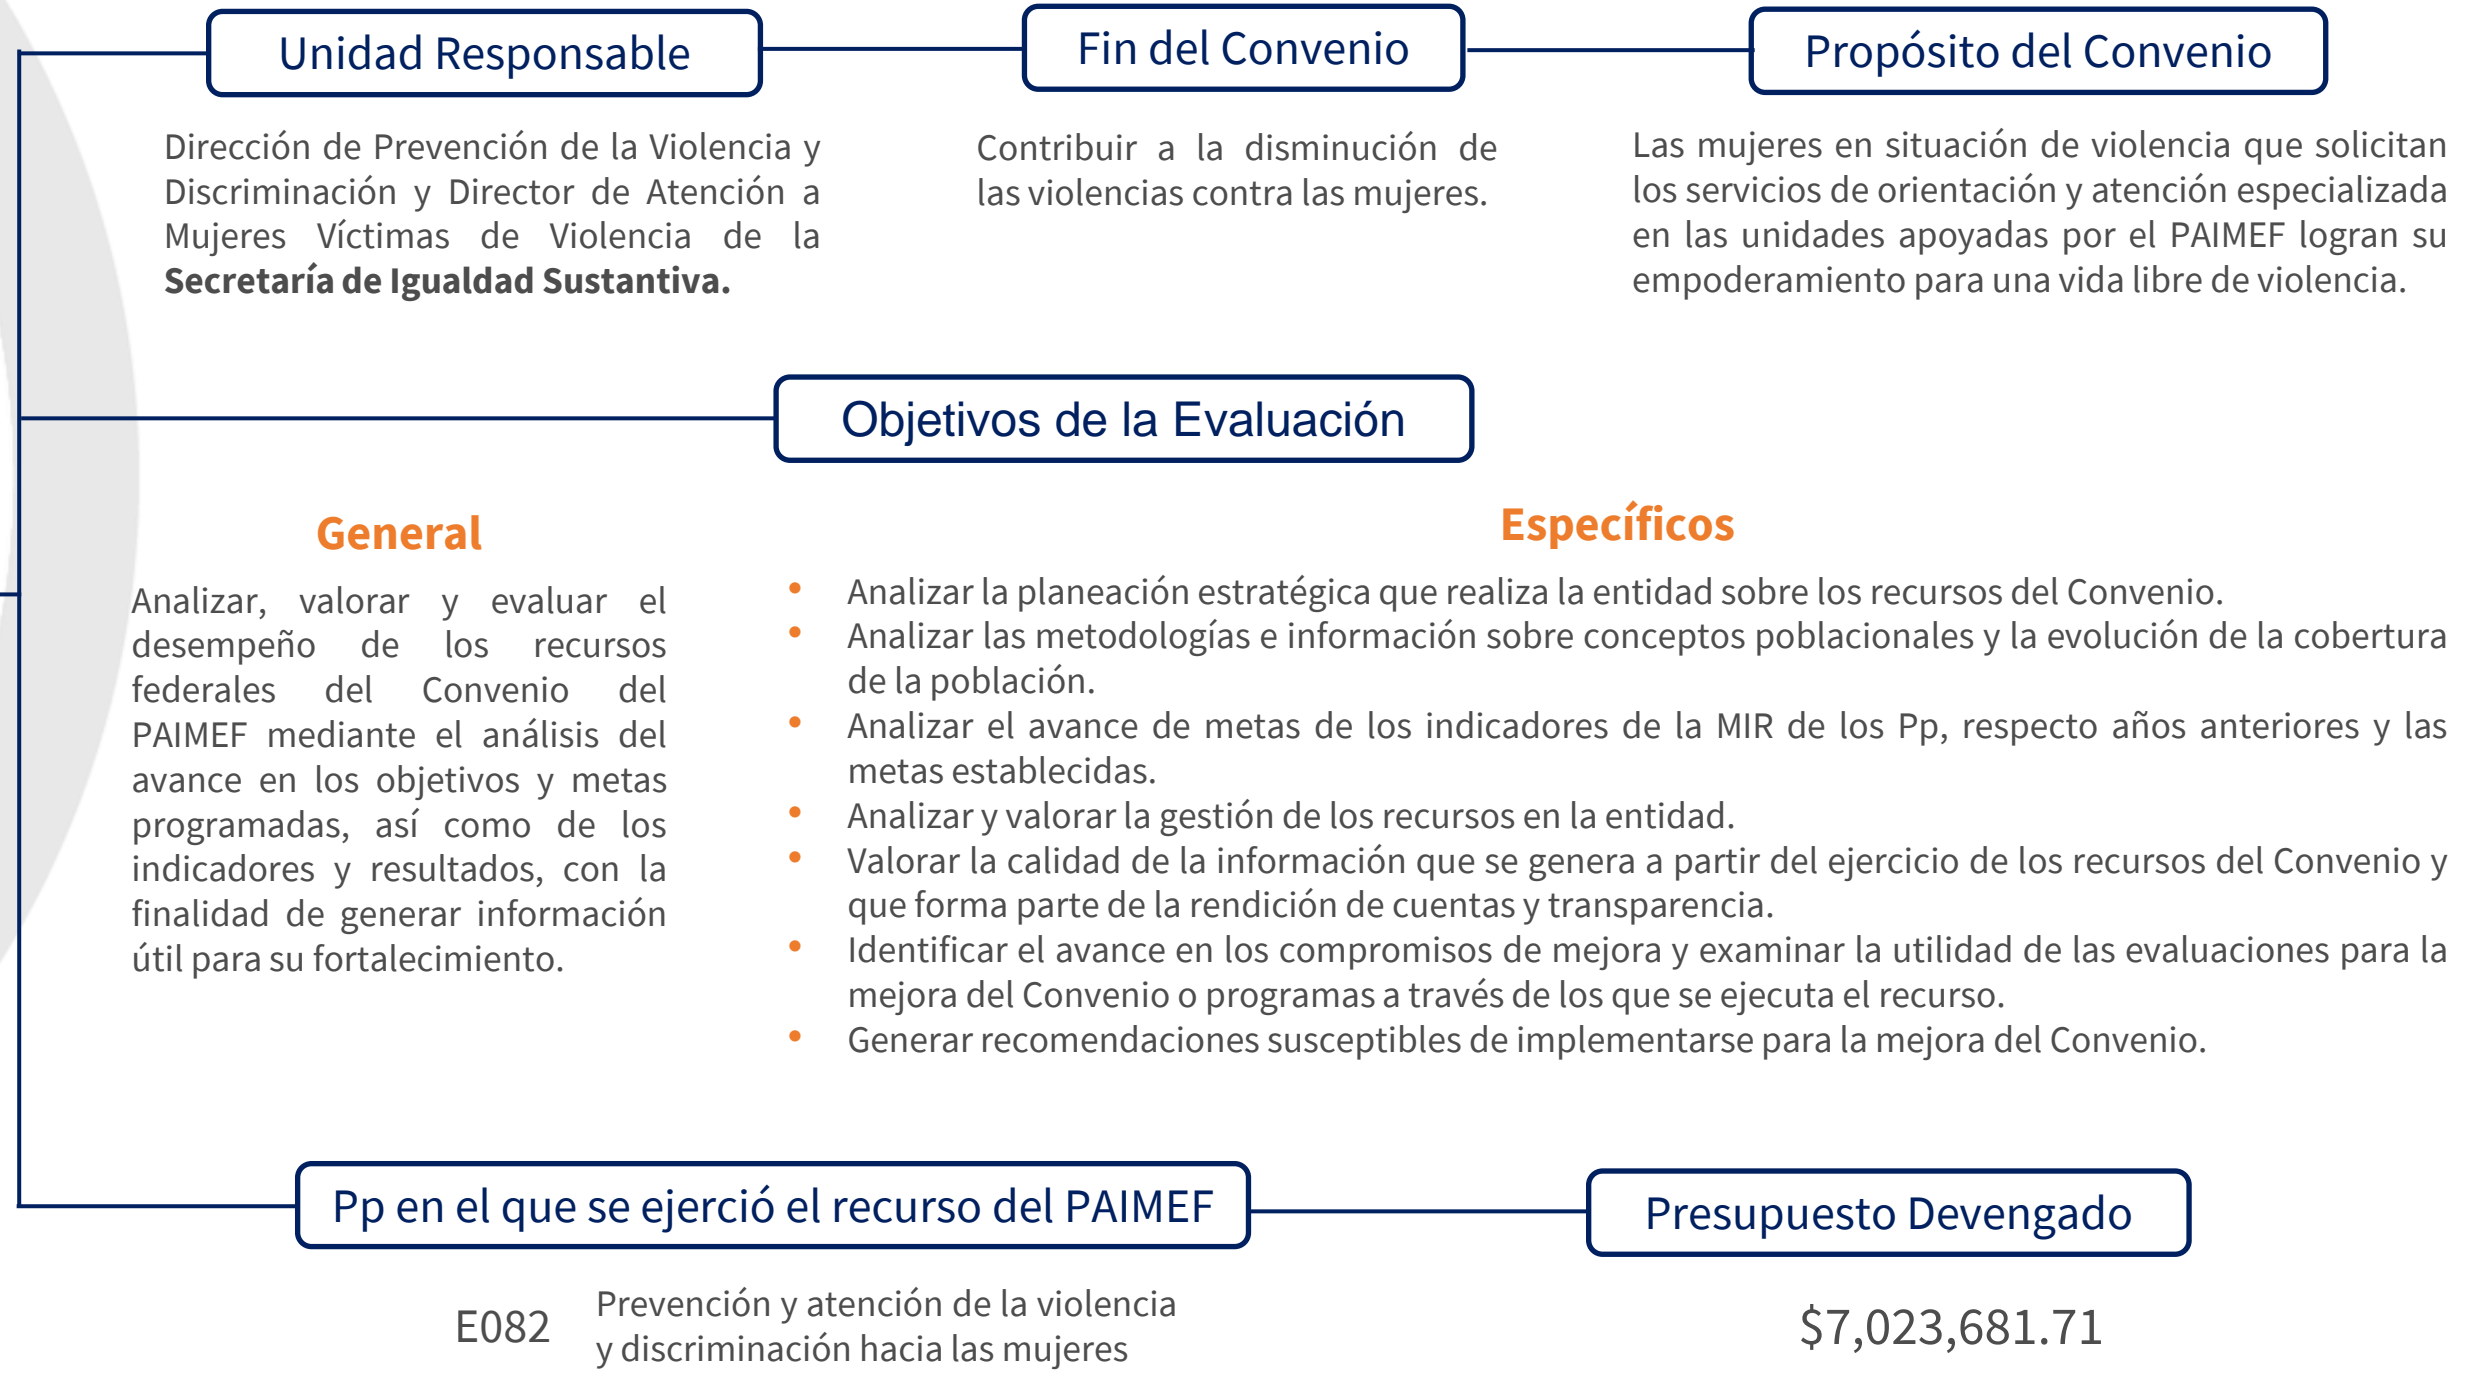 Unidad Responsable
Dirección de Prevención de la Violencia y
Discriminación y Director de Atención a
Mujeres Víctimas de Violencia de la
Secretaría de Igualdad Sustantiva.
Fin del Convenio
Contribuir a la disminución de
las violencias contra las mujeres.
Propósito del Convenio
Las mujeres en situación de violencia que solicitan
los servicios de orientación y atención especializada
en las unidades apoyadas por el PAIMEF logran su
empoderamiento para una vida libre de violencia.
Objetivos de la Evaluación
General
Analizar, valorar y evaluar el
desempeño de los recursos
federales del Convenio del
PAIMEF mediante el análisis del
avance en los objetivos y metas
programadas, así como de los
indicadores y resultados, con la
finalidad de generar información
útil para su fortalecimiento.
Específicos
• Analizar la planeación estratégica que realiza la entidad sobre los recursos del Convenio.
• Analizar las metodologías e información sobre conceptos poblacionales y la evolución de la cobertura
de la población.
• Analizar el avance de metas de los indicadores de la MIR de los Pp, respecto años anteriores y las
metas establecidas.
• Analizar y valorar la gestión de los recursos en la entidad.
• Valorar la calidad de la información que se genera a partir del ejercicio de los recursos del Convenio y
que forma parte de la rendición de cuentas y transparencia.
• Identificar el avance en los compromisos de mejora y examinar la utilidad de las evaluaciones para la
mejora del Convenio o programas a través de los que se ejecuta el recurso.
• Generar recomendaciones susceptibles de implementarse para la mejora del Convenio.
Pp en el que se ejerció el recurso del PAIMEF
E082
Prevención y atención de la violencia
y discriminación hacia las mujeres
Presupuesto Devengado
$7,023,681.71